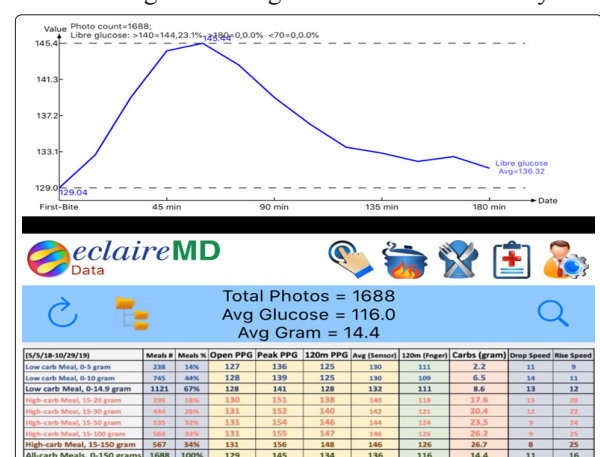 Value
Photo count=1688;
Libre glucose: >140=144,23.1% >180=0,0.0% <70=0,0.0%
145.4
145.44
141.3
137.2
133.1
129.0
129.04
Libre glucose
Avg=136.32
First-Bite 45 min 90 min 135 min 180 min Date
eclaireMD
Data
Total Photos = 1688
Avg Glucose = 116.0
Avg Gram = 14.4
(5/5/18-10/29/19) Meals # Meals % Open PPG Peak PPG 120m PPG Avg (Sensor) 120m (Fnger) Carbs (gram) Drop Speed Rise Speed
Low carb Meal, 0-5 gram 238 14% 127 136 125 130 111 2.2 11 9
Low carb Meal, 0-10 gram 745 44% 128 139 125 130 109 6.5 14 11
Low carb Meal, 0-14.9 gram 1121 67% 128 141 128 132 111 8.6 13 12
High-carb Meal, 15-20 gram 296 18% 130 151 138 140 118 17.6 13 20
High-carb Meal, 15-30 gram 444 26% 131 152 140 142 121 20.4 12 22
High-carb Meal, 15-50 gram 535 32% 131 154 146 144 124 23.5 9 24
High-carb Meal, 15-100 gram 564 33% 131 155 147 146 126 26.2 9 25
High-carb Meal, 15-150 gram 567 34% 131 156 148 146 126 26.7 8 25
All-carb Meals, 0-150 grams 1688 100% 129 145 134 136 116 14.4 11 16